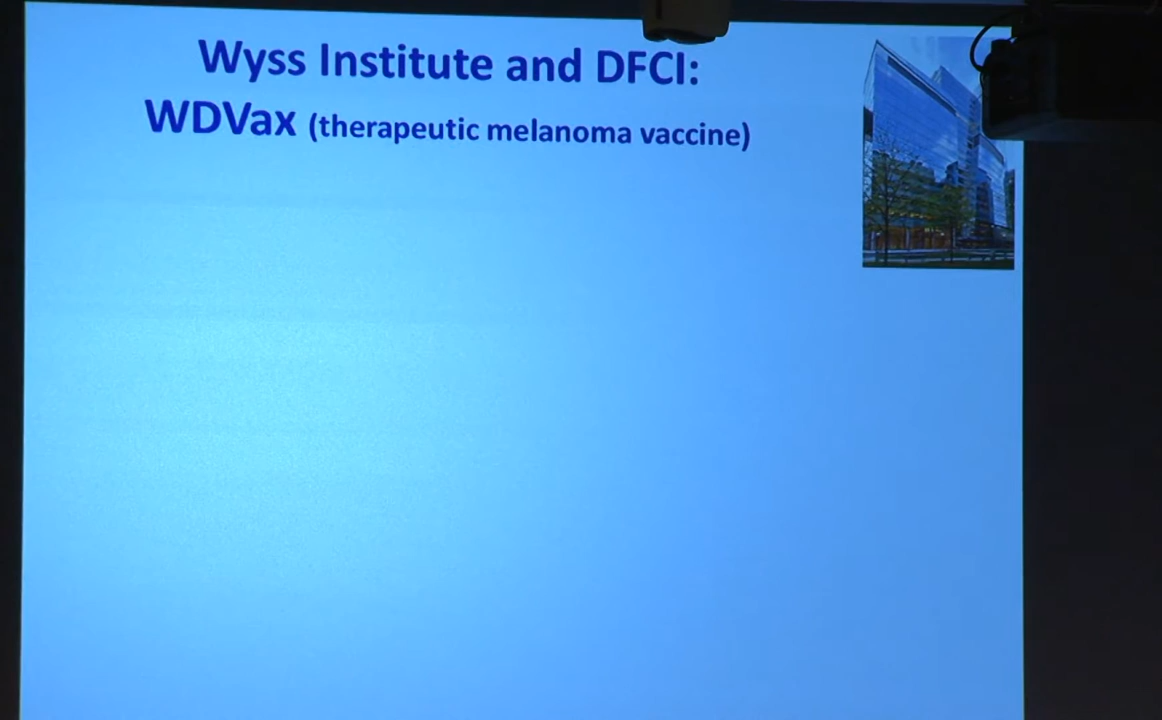 Wyss Institute and DFCI:
WDVax (therapeutic melanoma vaccine)